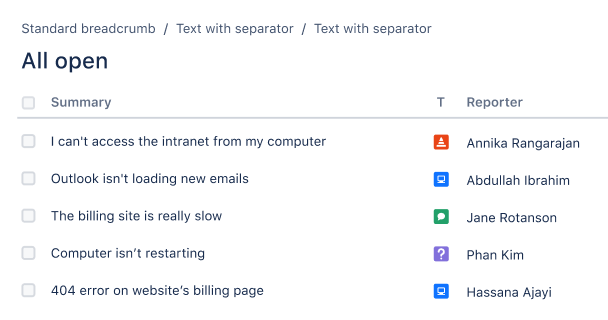 Standard breadcrumb / Text with separator / Text with separator
All open
Summary T Reporter
I can't access the intranet from my computer Annika Rangarajan
Outlook isn't loading new emails Abdullah Ibrahim
The billing site is really slow Jane Rotanson
Computer isn’t restarting ? Phan Kim
404 error on website’s billing page Hassana Ajayi